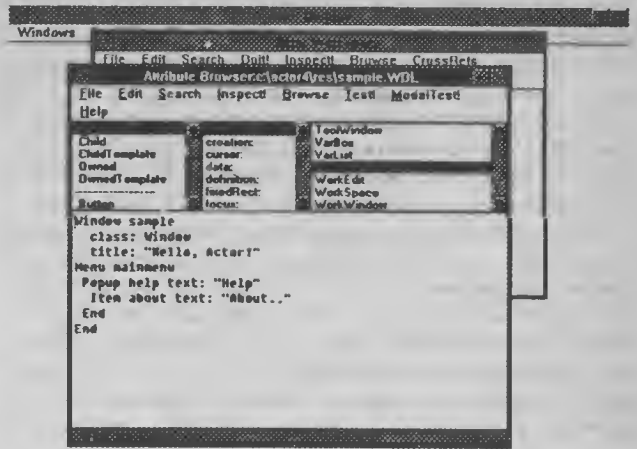 Windows
File Edit Search Doit! Inspect! Browse CrossRefs
Attribute Browser:c:\actor4\res\sample.WDL
File Edit Search Inspect! Browse Test! ModalTest!
Help
Child
ChildTemplate
Owned
OwnedTemplate
--------------------
Button
creation:
cursor:
data:
definition:
fixedRect:
focus:
ToolWindow
VarBox
VarList
WorkEdit
WorkSpace
WorkWindow
Window sample
class: Window
title: "Hello, Actor!"
Menu mainmenu
Popup help text: "Help"
Item about text: "About.."
End
End